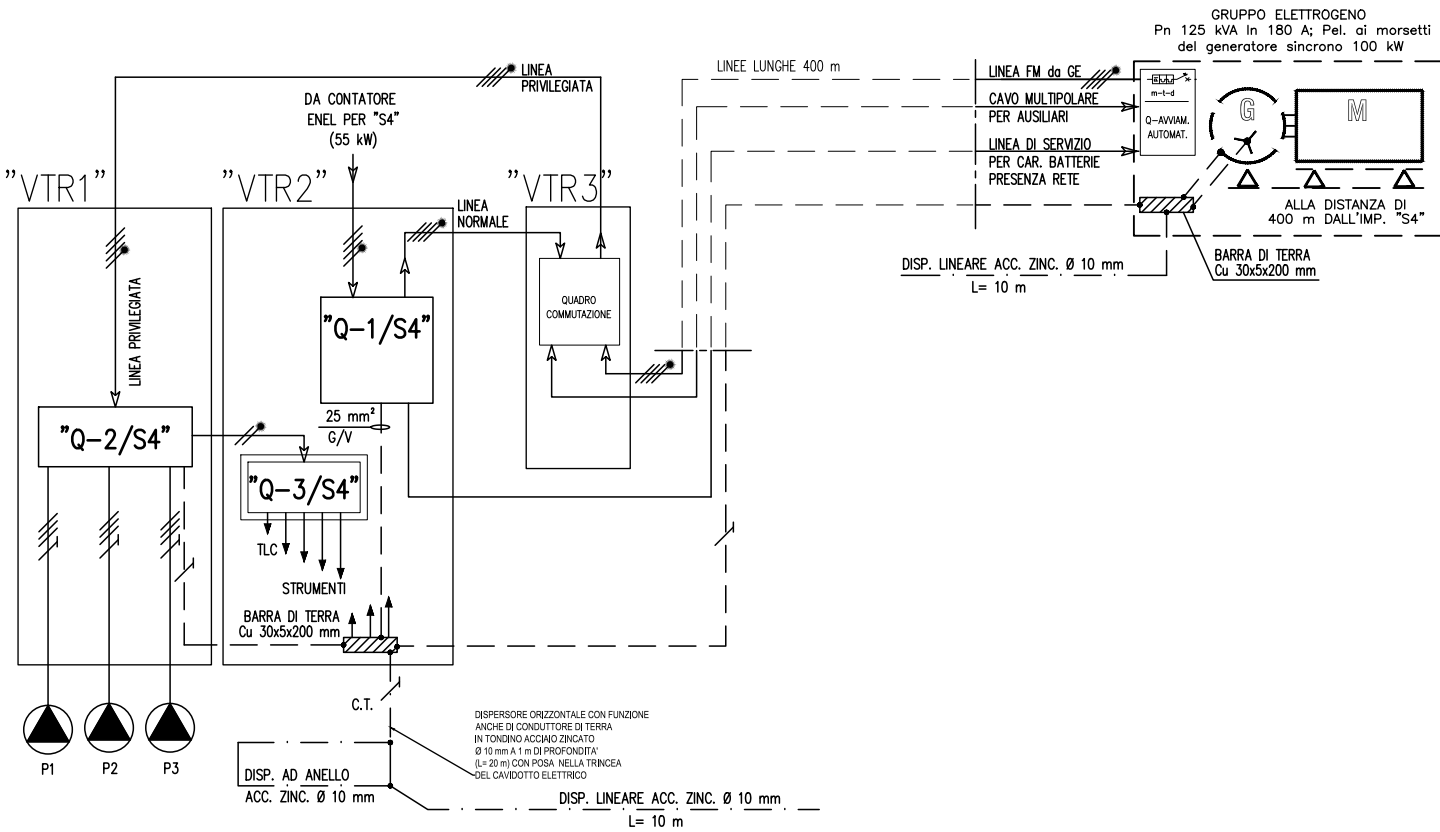 GRUPPO ELETTROGENO
Pn 125 kVA In 180 A; Pel. ai morsetti
del generatore sincrono 100 kW
LINEA
PRIVILEGIATA
LINEE LUNGHE 400 m
LINEA FM da GE
CAVO MULTIPOLARE
PER AUSILIARI
LINEA DI SERVIZIO
PER CAR. BATTERIE
PRESENZA RETE
m-t-d
Q-AVVIAM.
AUTOMAT.
G
M
ALLA DISTANZA DI
400 m DALL'IMP. "S4"
DA CONTATORE
ENEL PER "S4"
(55 kW)
"VTR1"
"VTR2"
"VTR3"
LINEA
NORMALE
BARRA DI TERRA
Cu 30x5x200 mm
DISP. LINEARE ACC. ZINC. Ø 10 mm
L= 10 m
LINEA PRIVILEGIATA
"Q-1/S4"
QUADRO
COMMUTAZIONE
25 mm²
G/V
"Q-2/S4"
"Q-3/S4"
TLC
STRUMENTI
BARRA DI TERRA
Cu 30x5x200 mm
C.T.
P1
P2
P3
DISPERSORE ORIZZONTALE CON FUNZIONE
ANCHE DI CONDUTTORE DI TERRA
IN TONDINO ACCIAIO ZINCATO
Ø 10 mm A 1 m DI PROFONDITA'
(L= 20 m) CON POSA NELLA TRINCEA
DEL CAVIDOTTO ELETTRICO
DISP. AD ANELLO
ACC. ZINC. Ø 10 mm
DISP. LINEARE ACC. ZINC. Ø 10 mm
L= 10 m